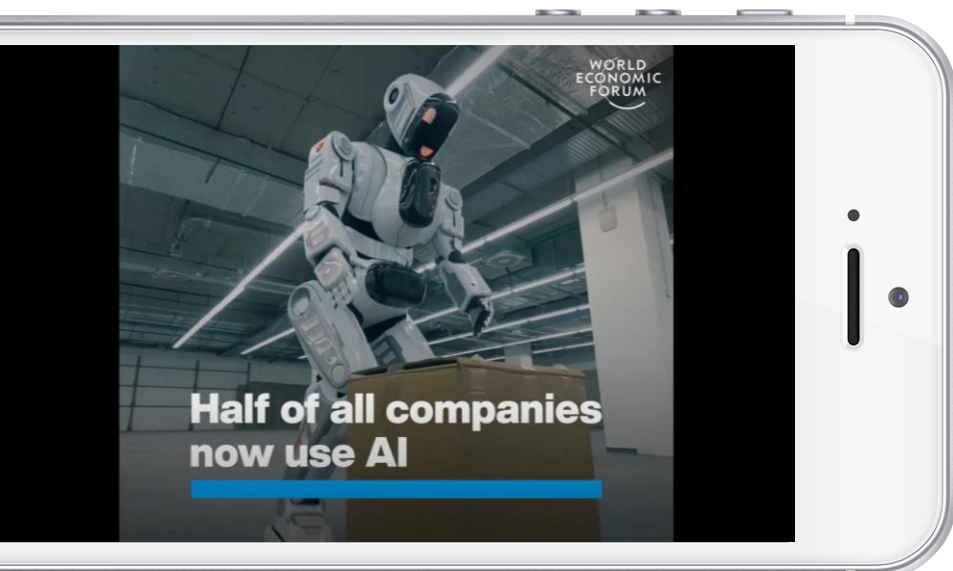 WORLD
ECONOMIC
FORUM
Half of all companies
now use AI